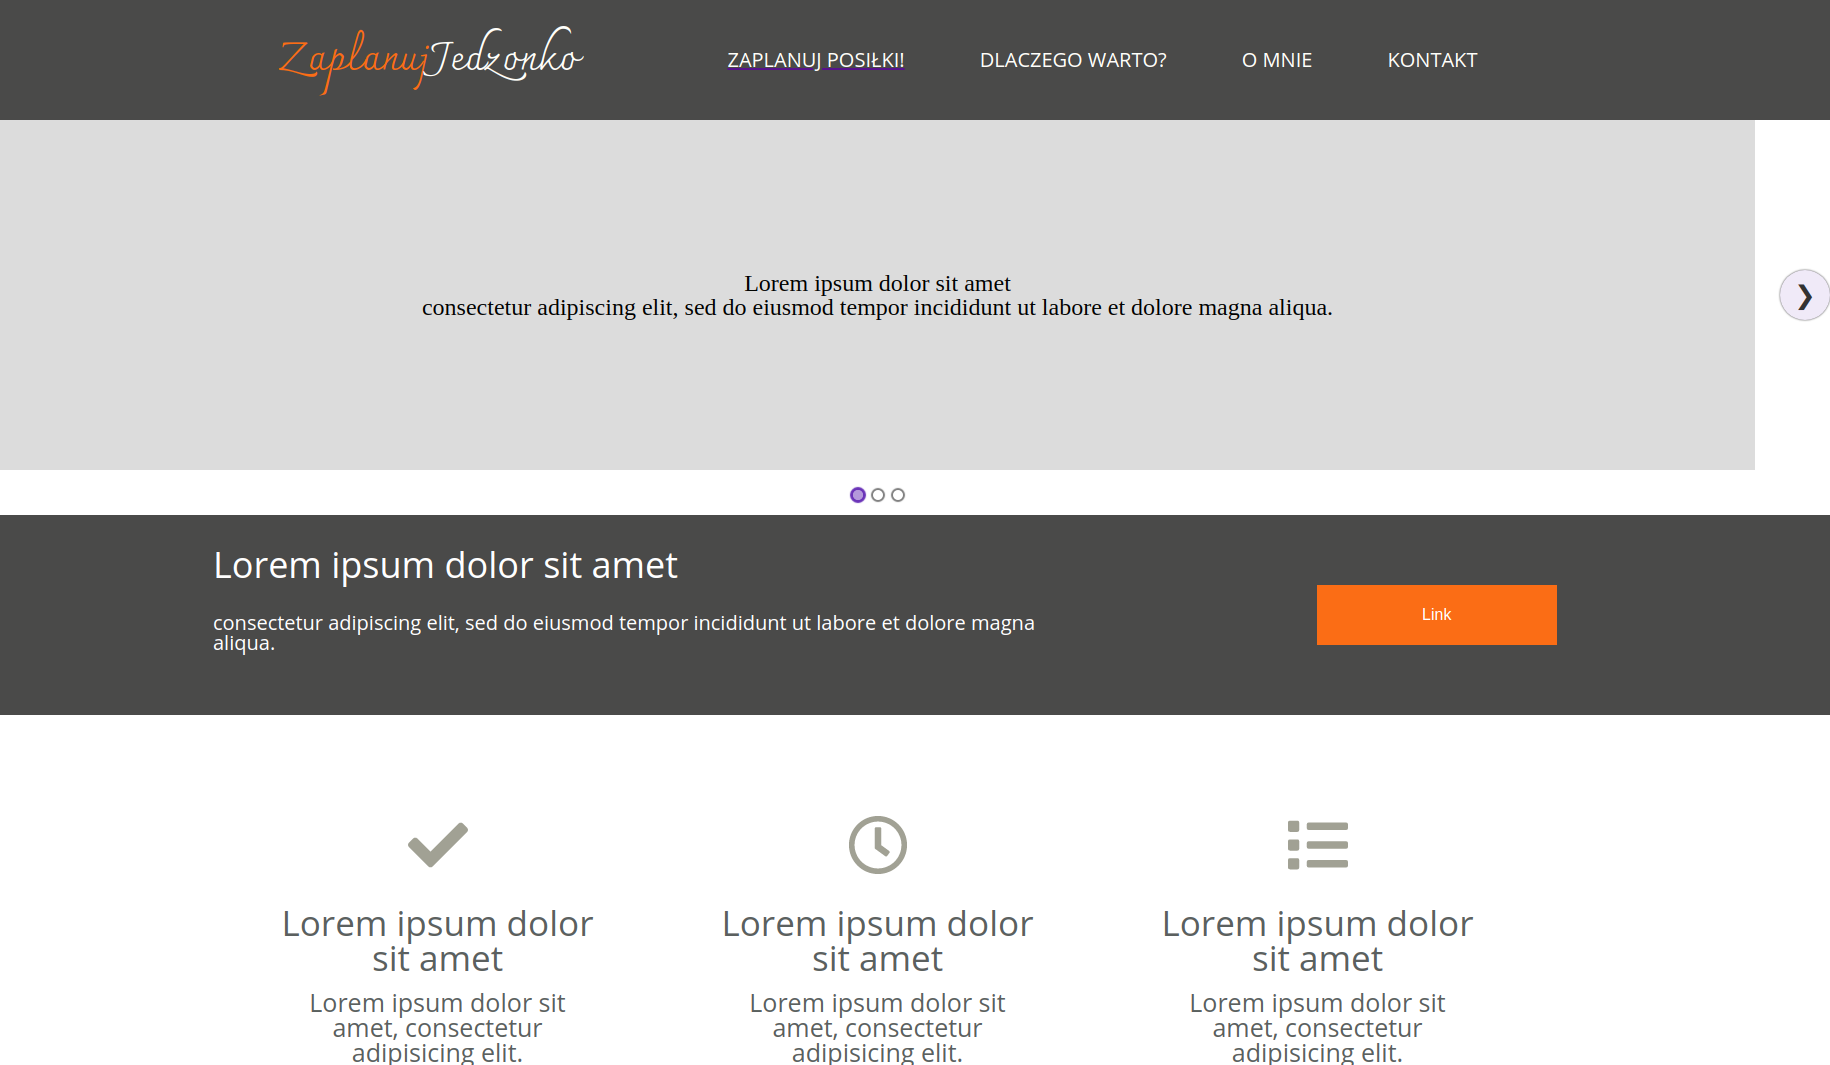 ZaplanujJedzonko
ZAPLANUJ POSIŁKI!
DLACZEGO WARTO?
O MNIE
KONTAKT
Lorem ipsum dolor sit amet
consectetur adipiscing elit, sed do eiusmod tempor incididunt ut labore et dolore magna aliqua.
Lorem ipsum dolor sit amet
consectetur adipiscing elit, sed do eiusmod tempor incididunt ut labore et dolore magna
aliqua.
Link
Lorem ipsum dolor
sit amet
Lorem ipsum dolor sit
amet, consectetur
adipisicing elit.
Lorem ipsum dolor
sit amet
Lorem ipsum dolor sit
amet, consectetur
adipisicing elit.
Lorem ipsum dolor
sit amet
Lorem ipsum dolor sit
amet, consectetur
adipisicing elit.